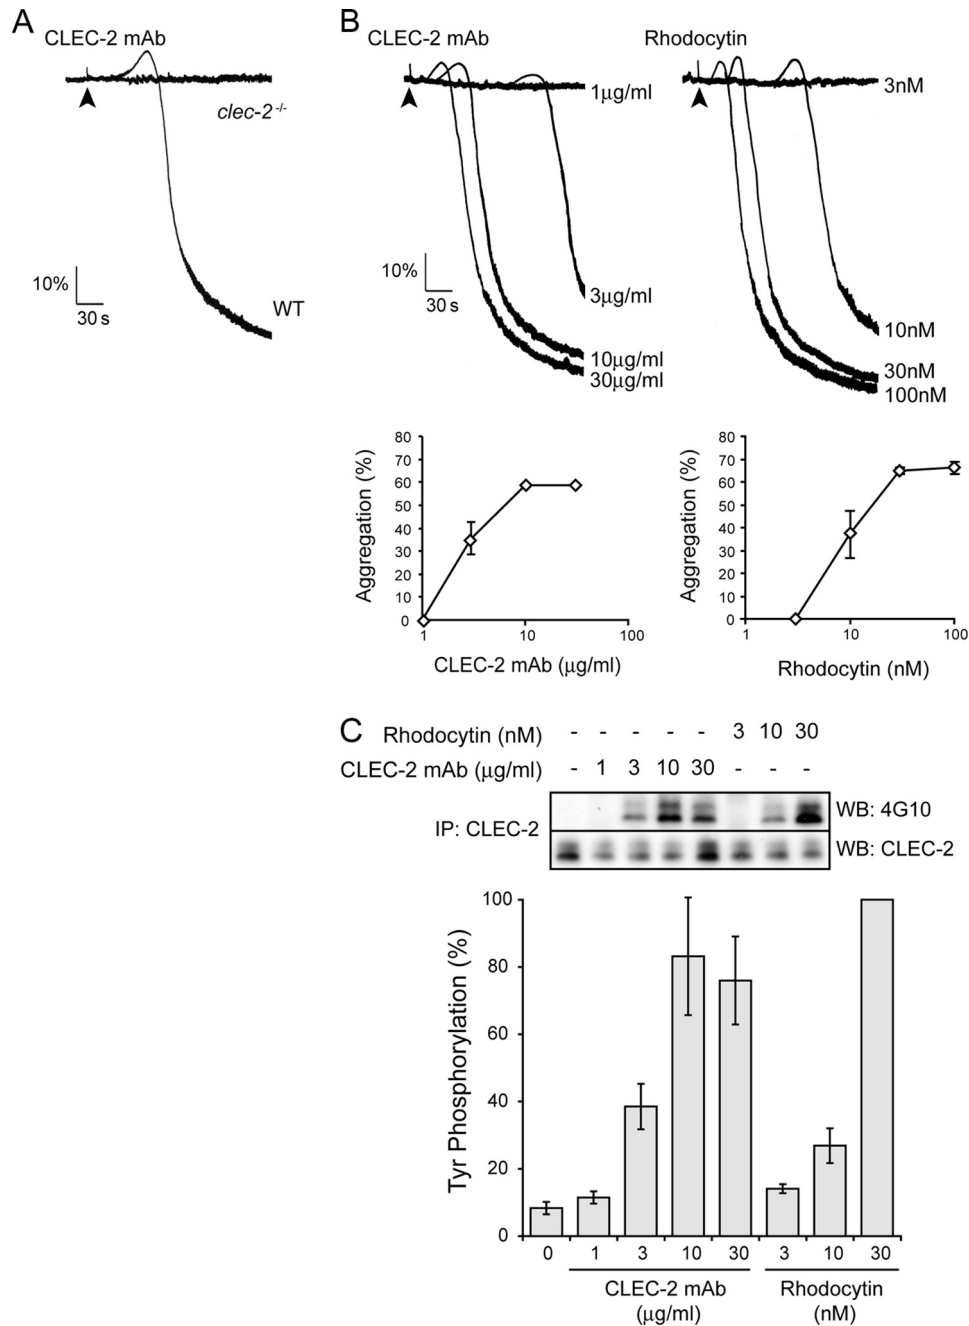 A
CLEC-2 mAb
clec-2 -/-
10%
30 s
WT
B
CLEC-2 mAb
Rhodocytin
1μg/ml
3nM
10%
30 s
3μg/ml
10μg/ml
30μg/ml
10nM
30nM
100nM
Aggregation (%)
80
70
60
50
40
30
20
10
0
1 10 100
CLEC-2 mAb (μg/ml)
Aggregation (%)
80
70
60
50
40
30
20
10
0
1 10 100
Rhodocytin (nM)
C
Rhodocytin (nM) - - - - - 3 10 30
CLEC-2 mAb (μg/ml) - 1 3 10 30 - - -
IP: CLEC-2
WB: 4G10
WB: CLEC-2
Tyr Phosphorylation (%)
100
80
60
40
20
0
0 1 3 10 30 3 10 30
CLEC-2 mAb
(μg/ml)
Rhodocytin
(nM)